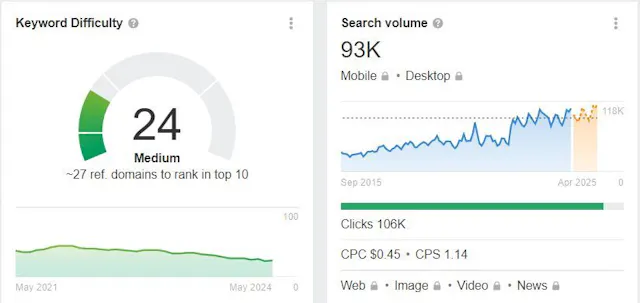 Keyword Difficulty ?
24
Medium
~27 ref. domains to rank in top 10
100
May 2021 May 2024 0
Search volume ?
93K
Mobile • Desktop
118K
Sep 2015 Apr 2025 0
Clicks 106K
CPC $0.45 • CPS 1.14
Web • Image • Video • News